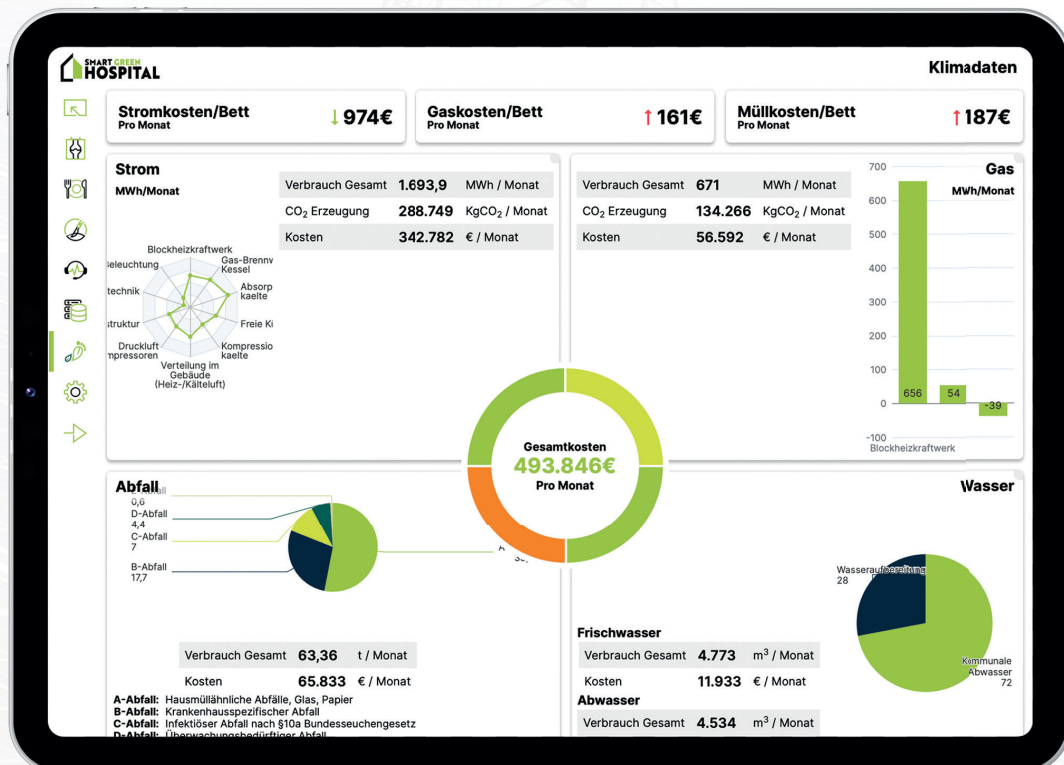 SMART GREEN
HOSPITAL
Klimadaten
Stromkosten/Bett
Pro Monat
↓974€
Gaskosten/Bett
Pro Monat
↑161€
Müllkosten/Bett
Pro Monat
↑187€
Strom
MWh/Monat
Verbrauch Gesamt 1.693,9 MWh / Monat
CO₂ Erzeugung 288.749 KgCO₂ / Monat
Kosten 342.782 € / Monat
Blockheizkraftwerk
Gas-Brennw
Kessel
Absorp
kaelte
Freie Ki
Kompressio
kaelte
Verteilung im
Gebäude
(Heiz-/Kälteluft)
Druckluft
mpressoren
struktur
technik
eleuchtung
Verbrauch Gesamt 671 MWh / Monat
CO₂ Erzeugung 134.266 KgCO₂ / Monat
Kosten 56.592 € / Monat
Gas
MWh/Monat
700
600
500
400
300
200
100
0
-100
656
54
-39
Blockheizkraftwerk
Gesamtkosten
493.846€
Pro Monat
Abfall
0,6
D-Abfall
4,4
C-Abfall
7
B-Abfall
17,7
Verbrauch Gesamt 63,36 t / Monat
Kosten 65.833 € / Monat
A-Abfall: Hausmüllähnliche Abfälle, Glas, Papier
B-Abfall: Krankenhausspezifischer Abfall
C-Abfall: Infektiöser Abfall nach §10a Bundesseuchengesetz
D-Abfall: Überwachungsbedürftiger Abfall
Wasser
Wasseraufbereitung
28
Kommunale
Abwasser
72
Frischwasser
Verbrauch Gesamt 4.773 m³ / Monat
Kosten 11.933 € / Monat
Abwasser
Verbrauch Gesamt 4.534 m³ / Monat